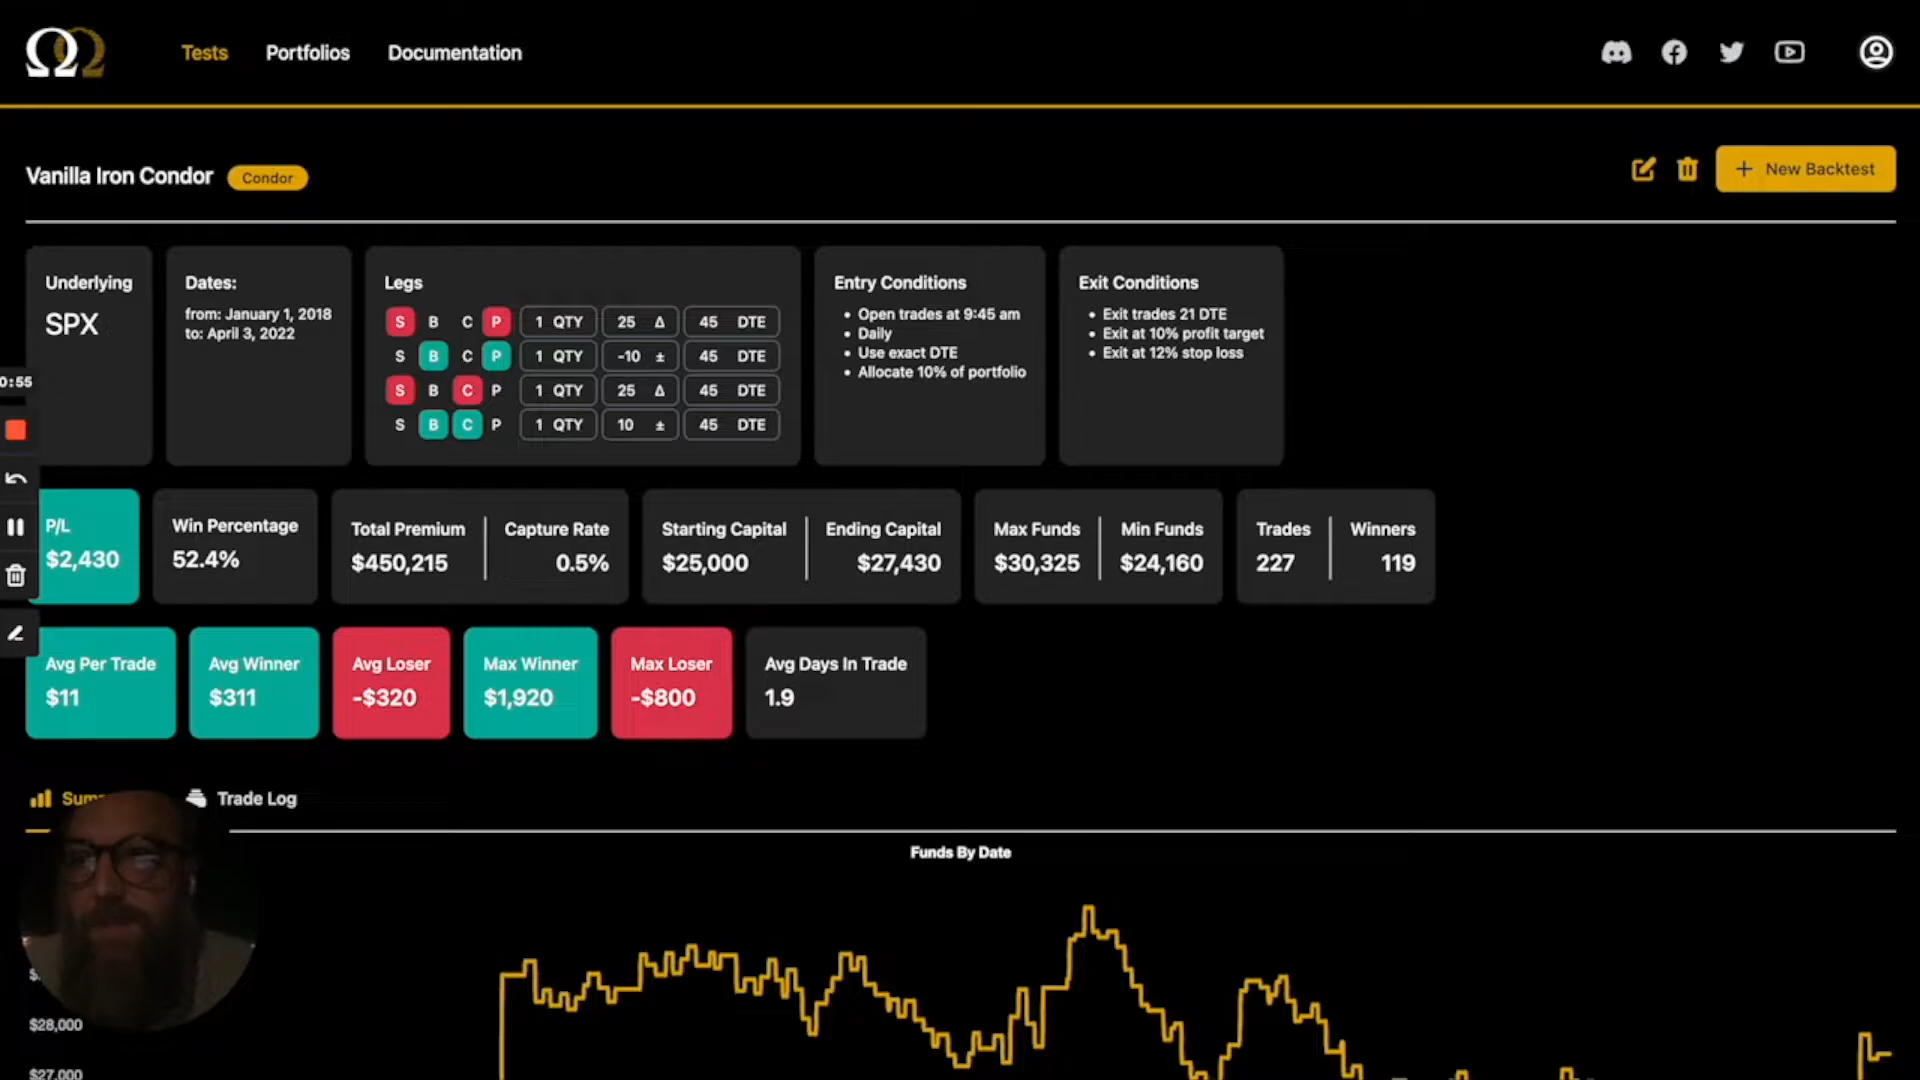 Tests Portfolios Documentation
Vanilla Iron Condor Condor
New Backtest
Underlying
SPX
Dates:
from: January 1, 2018
to: April 3, 2022
Legs
S B C P 1 QTY 25 Δ 45 DTE
S B C P 1 QTY -10 ± 45 DTE
S B C P 1 QTY 25 Δ 45 DTE
S B C P 1 QTY 10 ± 45 DTE
Entry Conditions
• Open trades at 9:45 am
• Daily
• Use exact DTE
• Allocate 10% of portfolio
Exit Conditions
• Exit trades 21 DTE
• Exit at 10% profit target
• Exit at 12% stop loss
0:55
P/L
$2,430
Win Percentage
52.4%
Total Premium
$450,215
Capture Rate
0.5%
Starting Capital
$25,000
Ending Capital
$27,430
Max Funds
$30,325
Min Funds
$24,160
Trades
227
Winners
119
Avg Per Trade
$11
Avg Winner
$311
Avg Loser
-$320
Max Winner
$1,920
Max Loser
-$800
Avg Days In Trade
1.9
Trade Log
Funds By Date
$28,000
$27,000